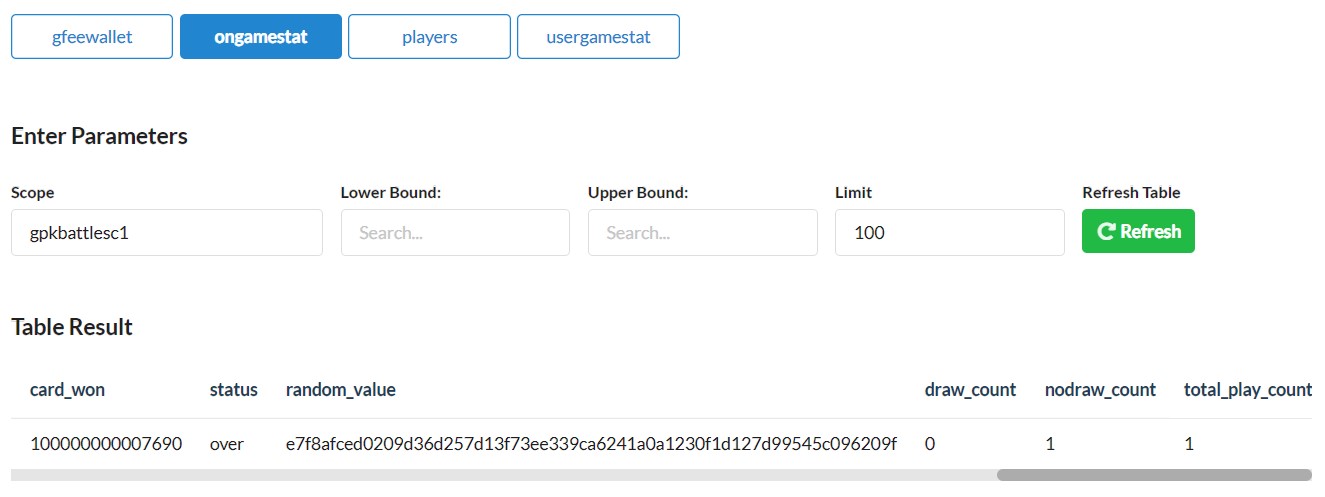 gfeewallet ongamestat players usergamestat
Enter Parameters
Scope Lower Bound: Upper Bound: Limit Refresh Table
gpkbattlesc1 Search... Search... 100 Refresh
Table Result
card_won status random_value draw_count nodraw_count total_play_count
100000000007690 over e7f8afced0209d36d257d13f73ee339ca6241a0a1230f1d127d99545c096209f 0 1 1